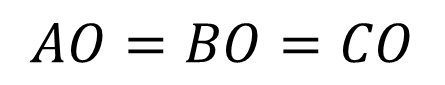 AO = BO = CO